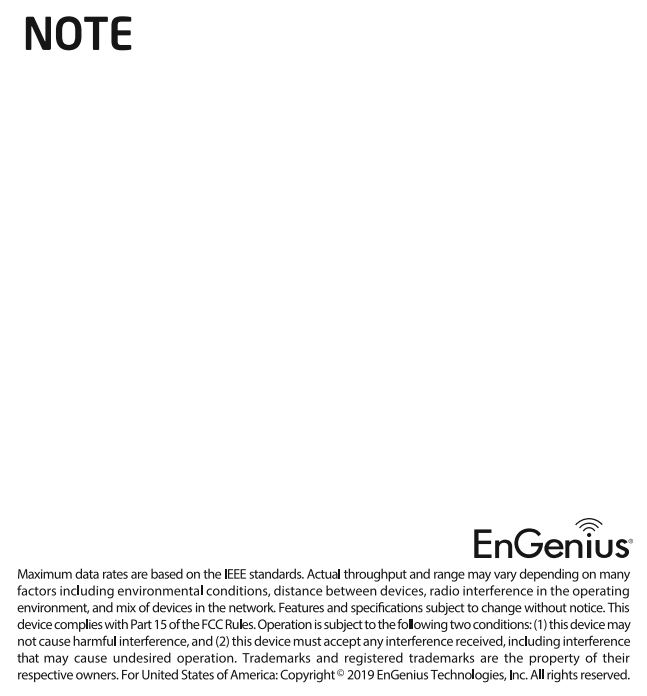 NOTE
EnGenius®
Maximum data rates are based on the IEEE standards. Actual throughput and range may vary depending on many
factors including environmental conditions, distance between devices, radio interference in the operating
environment, and mix of devices in the network. Features and specifications subject to change without notice. This
device complies with Part 15 of the FCC Rules. Operation is subject to the following two conditions: (1) this device may
not cause harmful interference, and (2) this device must accept any interference received, including interference
that may cause undesired operation. Trademarks and registered trademarks are the property of their
respective owners. For United States of America: Copyright © 2019 EnGenius Technologies, Inc. All rights reserved.